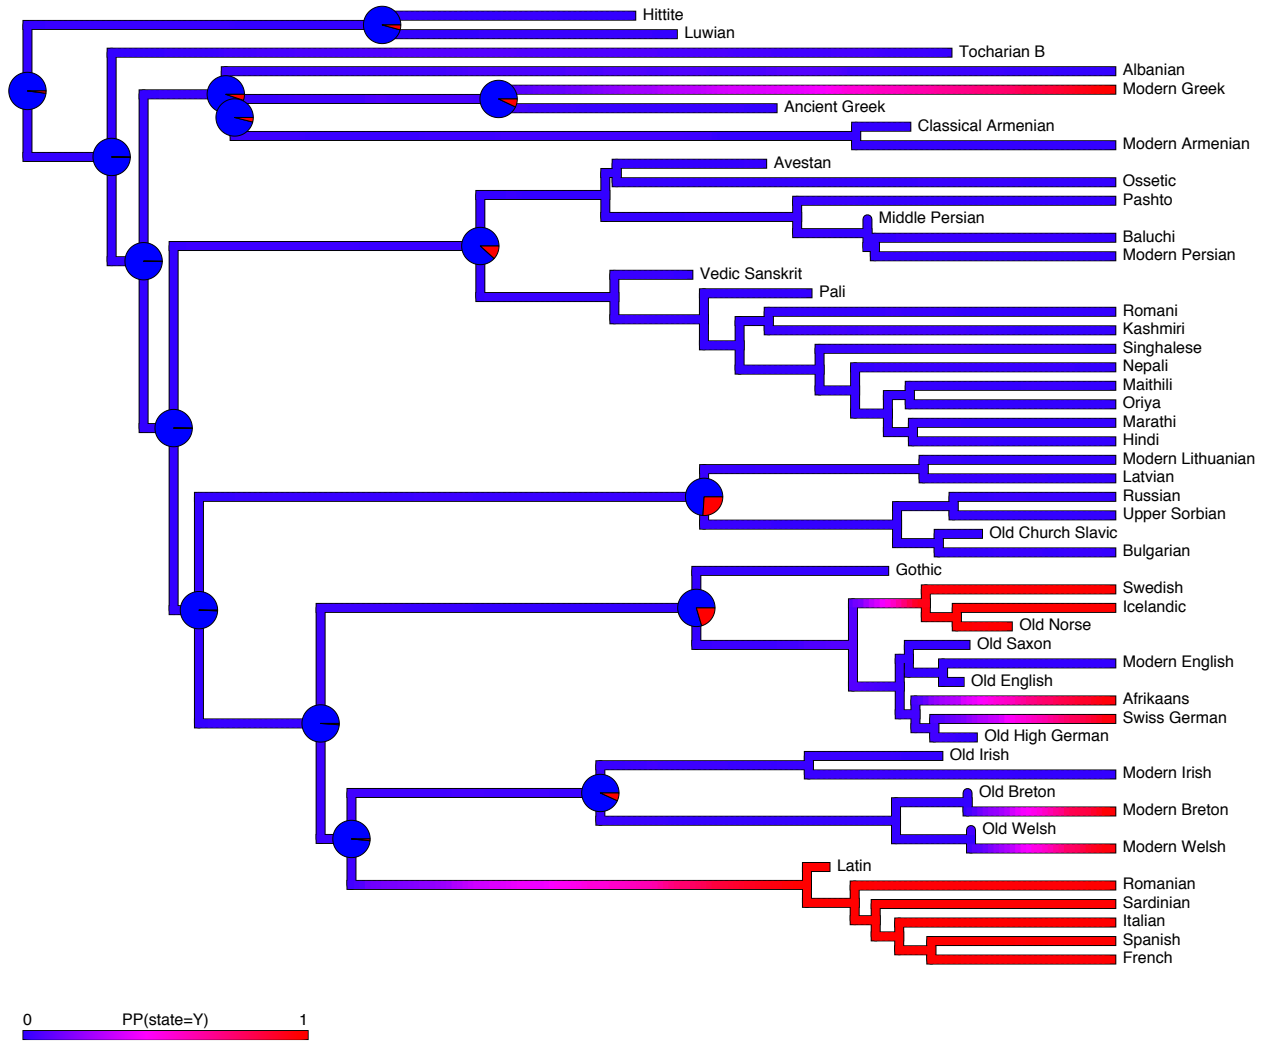 Hittite
Luwian
Tocharian B
Albanian
Modern Greek
Ancient Greek
Classical Armenian
Modern Armenian
Avestan
Ossetic
Pashto
Middle Persian
Baluchi
Modern Persian
Vedic Sanskrit
Pali
Romani
Kashmiri
Singhalese
Nepali
Maithili
Oriya
Marathi
Hindi
Modern Lithuanian
Latvian
Russian
Upper Sorbian
Old Church Slavic
Bulgarian
Gothic
Swedish
Icelandic
Old Norse
Old Saxon
Modern English
Old English
Afrikaans
Swiss German
Old High German
Old Irish
Modern Irish
Old Breton
Modern Breton
Old Welsh
Modern Welsh
Latin
Romanian
Sardinian
Italian
Spanish
French
0 PP(state=Y) 1